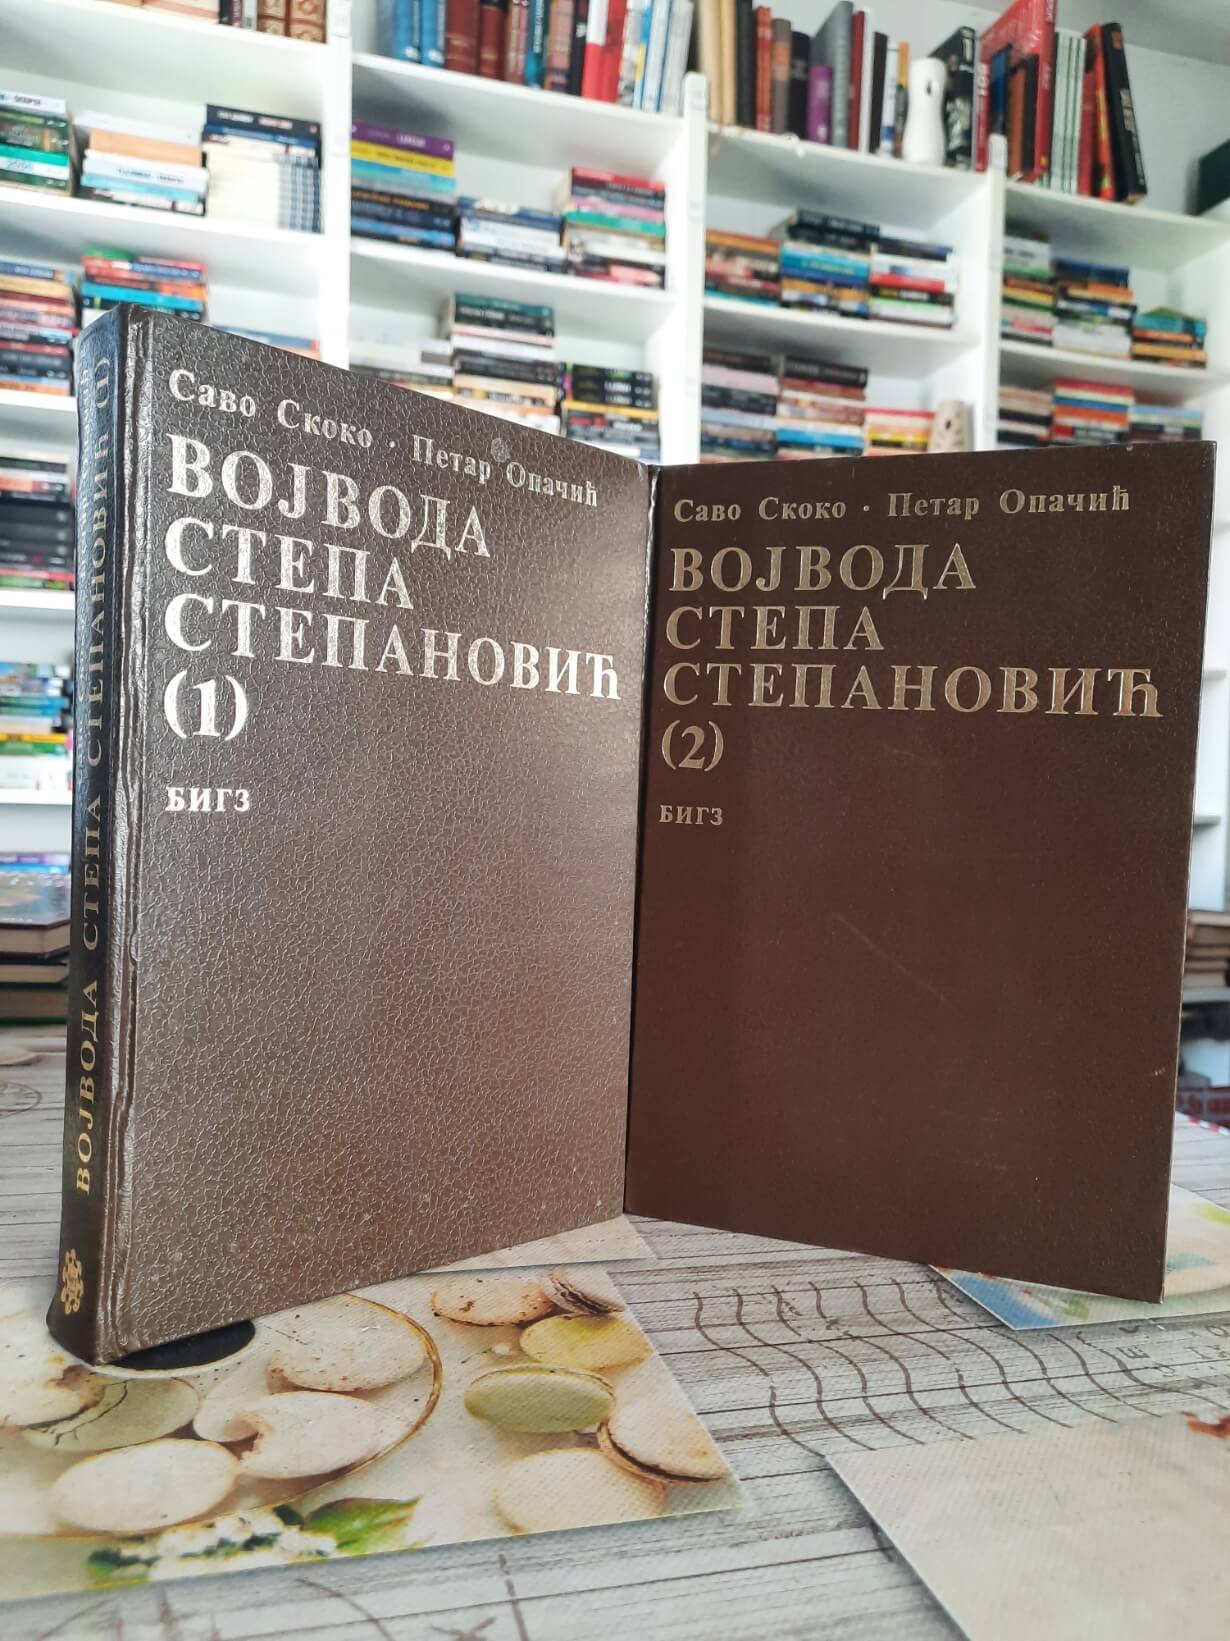 Саво Скоко · Петар Опачић
ВОЈВОДА
СТЕПА
СТЕПАНОВИЋ
(1)
БИГЗ
ВОЈВОДА СТЕПА СТЕПАНОВИЋ (1)
Саво Скоко · Петар Опачић
ВОЈВОДА
СТЕПА
СТЕПАНОВИЋ
(2)
БИГЗ